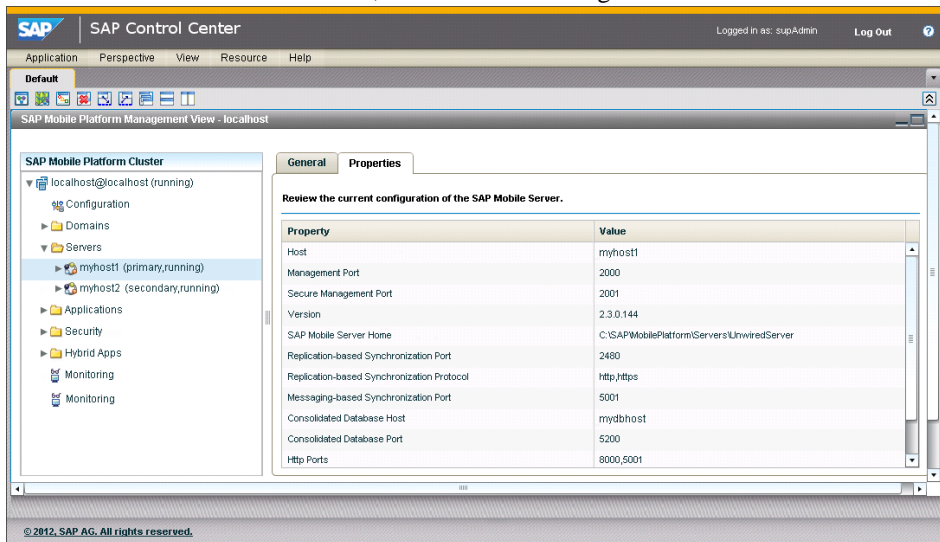 SAP SAP Control Center Logged in as: supAdmin Log Out ?
Application Perspective View Resource Help
Default
SAP Mobile Platform Management View - localhost
SAP Mobile Platform Cluster
localhost@localhost (running)
Configuration
Domains
Servers
myhost1 (primary,running)
myhost2 (secondary,running)
Applications
Security
Hybrid Apps
Monitoring
Monitoring
General Properties
Review the current configuration of the SAP Mobile Server.
Property Value
Host myhost1
Management Port 2000
Secure Management Port 2001
Version 2.3.0.144
SAP Mobile Server Home C:\SAP\MobilePlatform\Servers\UnwiredServer
Replication-based Synchronization Port 2480
Replication-based Synchronization Protocol http,https
Messaging-based Synchronization Port 5001
Consolidated Database Host mydbhost
Consolidated Database Port 5200
Http Ports 8000,5001
© 2012, SAP AG. All rights reserved.